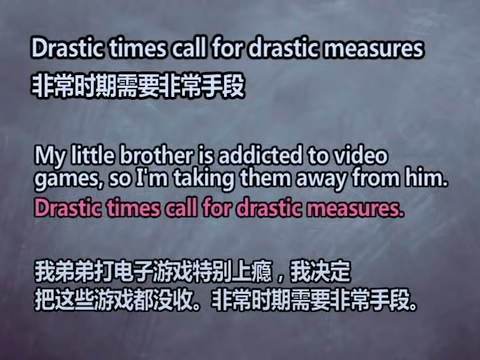 Drastic times call for drastic measures
非常时期需要非常手段
My little brother is addicted to video
games, so I'm taking them away from him.
Drastic times call for drastic measures.
我弟弟打电子游戏特别上瘾，我决定
把这些游戏都没收。非常时期需要非常手段。